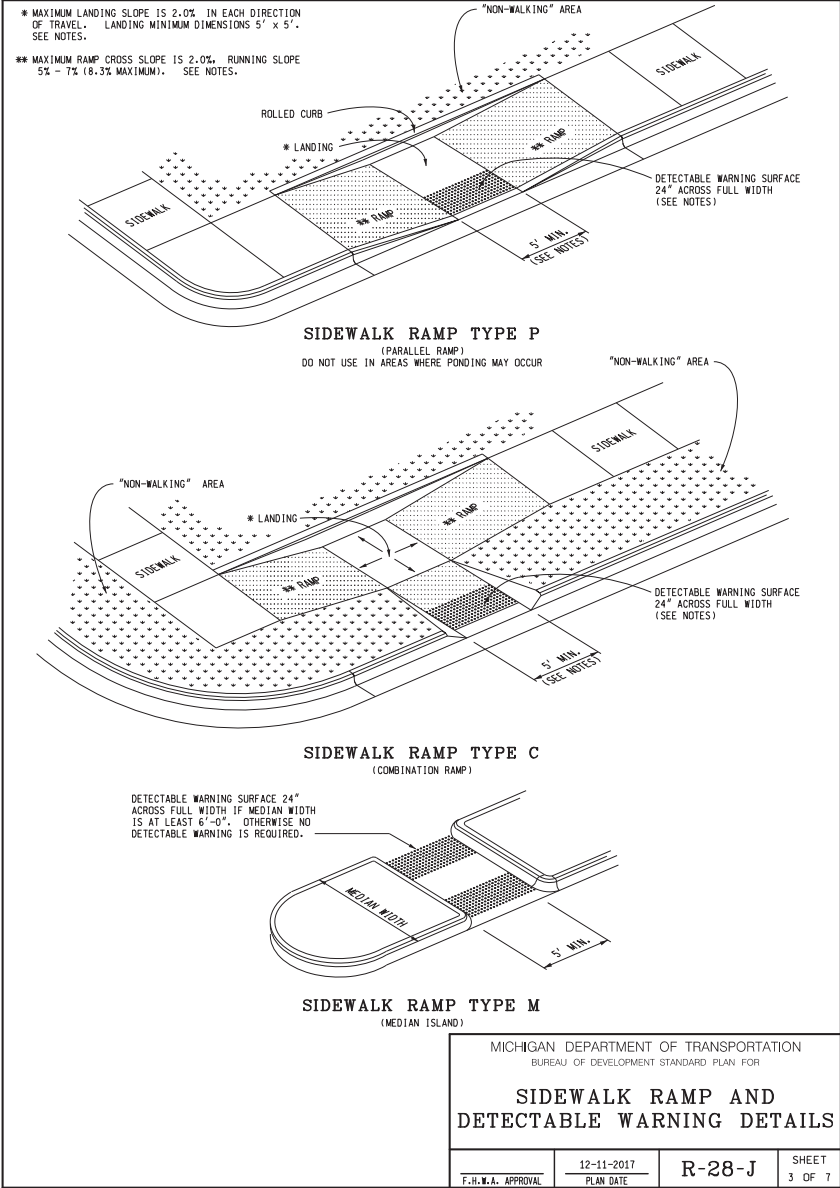 * MAXIMUM LANDING SLOPE IS 2.0% IN EACH DIRECTION
OF TRAVEL. LANDING MINIMUM DIMENSIONS 5' x 5'.
SEE NOTES.
** MAXIMUM RAMP CROSS SLOPE IS 2.0%, RUNNING SLOPE
5% - 7% (8.3% MAXIMUM). SEE NOTES.
"NON-WALKING" AREA
SIDEWALK
ROLLED CURB
* LANDING
** RAMP
DETECTABLE WARNING SURFACE
24" ACROSS FULL WIDTH
(SEE NOTES)
SIDEWALK
** RAMP
5' MIN.
(SEE NOTES)
SIDEWALK RAMP TYPE P
(PARALLEL RAMP)
DO NOT USE IN AREAS WHERE PONDING MAY OCCUR
"NON-WALKING" AREA
SIDEWALK
"NON-WALKING" AREA
* LANDING
** RAMP
SIDEWALK
** RAMP
DETECTABLE WARNING SURFACE
24" ACROSS FULL WIDTH
(SEE NOTES)
5' MIN.
(SEE NOTES)
SIDEWALK RAMP TYPE C
(COMBINATION RAMP)
DETECTABLE WARNING SURFACE 24"
ACROSS FULL WIDTH IF MEDIAN WIDTH
IS AT LEAST 6'-0". OTHERWISE NO
DETECTABLE WARNING IS REQUIRED.
MEDIAN WIDTH
5' MIN.
SIDEWALK RAMP TYPE M
(MEDIAN ISLAND)
MICHIGAN DEPARTMENT OF TRANSPORTATION
BUREAU OF DEVELOPMENT STANDARD PLAN FOR
SIDEWALK RAMP AND
DETECTABLE WARNING DETAILS
F.H.W.A. APPROVAL
12-11-2017
PLAN DATE
R-28-J
SHEET
3 OF 7